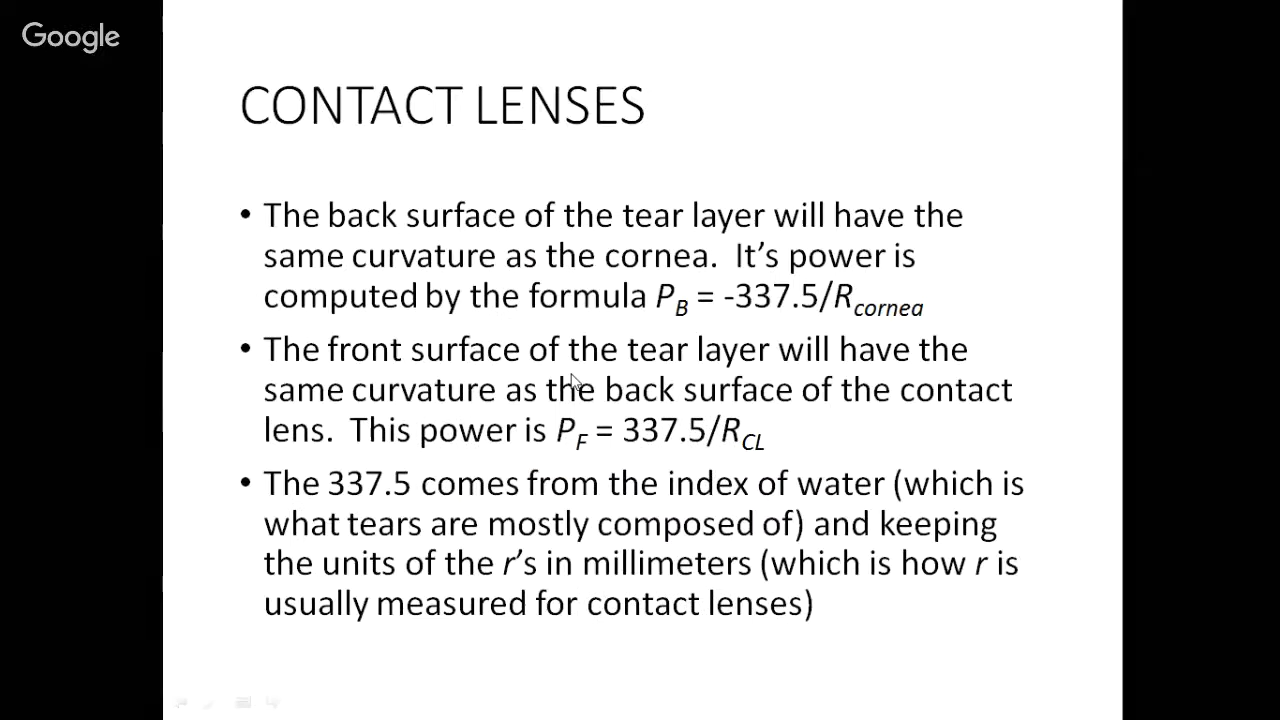 Google
CONTACT LENSES
• The back surface of the tear layer will have the
same curvature as the cornea.  It's power is
computed by the formula P_B = -337.5/R_cornea
• The front surface of the tear layer will have the
same curvature as the back surface of the contact
lens.  This power is P_F = 337.5/R_CL
• The 337.5 comes from the index of water (which is
what tears are mostly composed of) and keeping
the units of the r's in millimeters (which is how r is
usually measured for contact lenses)